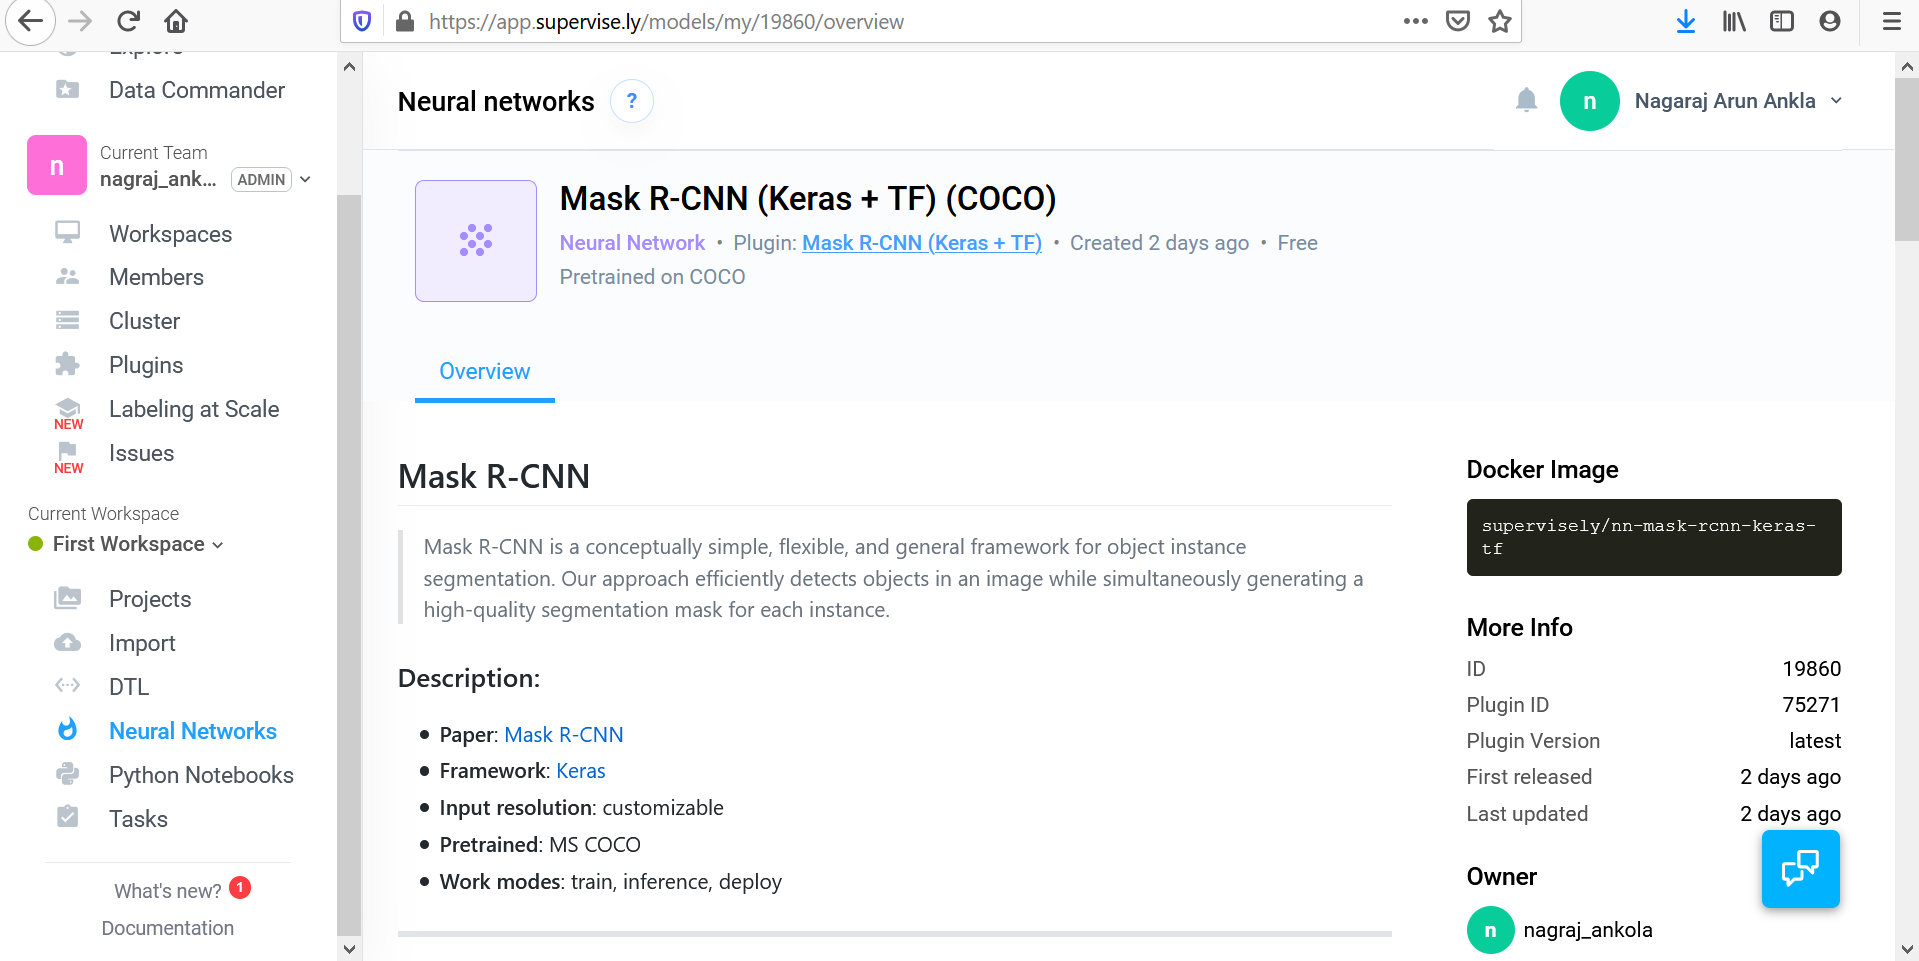 https://app.supervise.ly/models/my/19860/overview
Explore
Data Commander
n
Current Team
nagraj_ank...
ADMIN
Workspaces
Members
Cluster
Plugins
Labeling at Scale
NEW
Issues
NEW
Current Workspace
First Workspace
Projects
Import
DTL
Neural Networks
Python Notebooks
Tasks
What's new? 1
Documentation
Neural networks ?
n Nagaraj Arun Ankla
Mask R-CNN (Keras + TF) (COCO)
Neural Network • Plugin: Mask R-CNN (Keras + TF) • Created 2 days ago • Free
Pretrained on COCO
Overview
Mask R-CNN
Mask R-CNN is a conceptually simple, flexible, and general framework for object instance
segmentation. Our approach efficiently detects objects in an image while simultaneously generating a
high-quality segmentation mask for each instance.
Description:
• Paper: Mask R-CNN
• Framework: Keras
• Input resolution: customizable
• Pretrained: MS COCO
• Work modes: train, inference, deploy
Docker Image
supervisely/nn-mask-rcnn-keras-
tf
More Info
ID 19860
Plugin ID 75271
Plugin Version latest
First released 2 days ago
Last updated 2 days ago
Owner
n nagraj_ankola